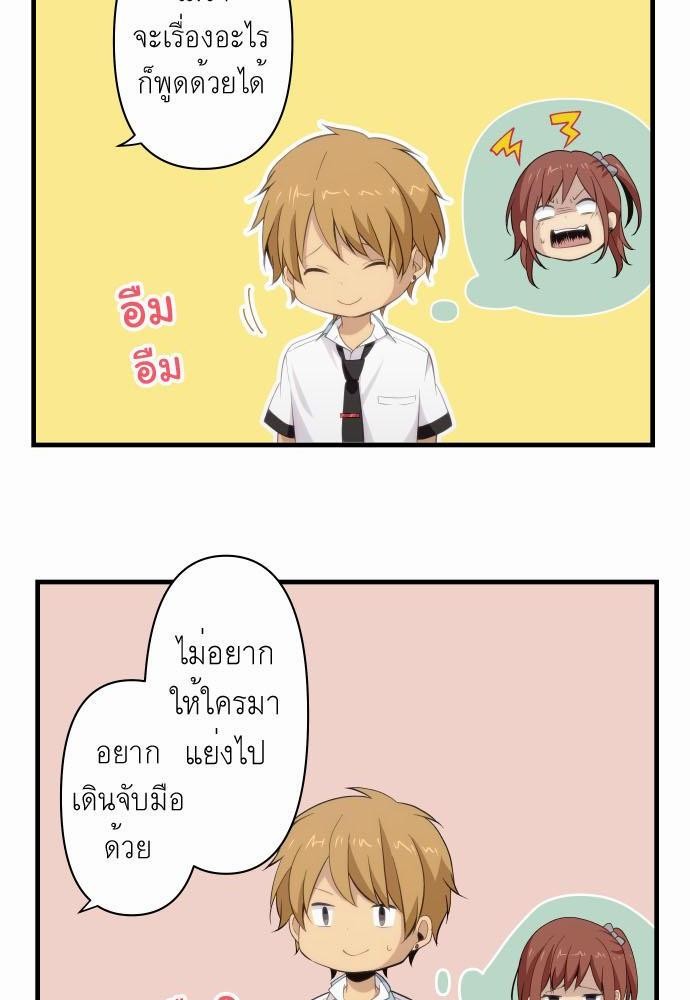 จะเรื่องอะไร
ก็พูดด้วยได้
อืม
อืม
ไม่อยาก
ให้ใครมา
แย่งไป
อยาก
เดินจับมือ
ด้วย